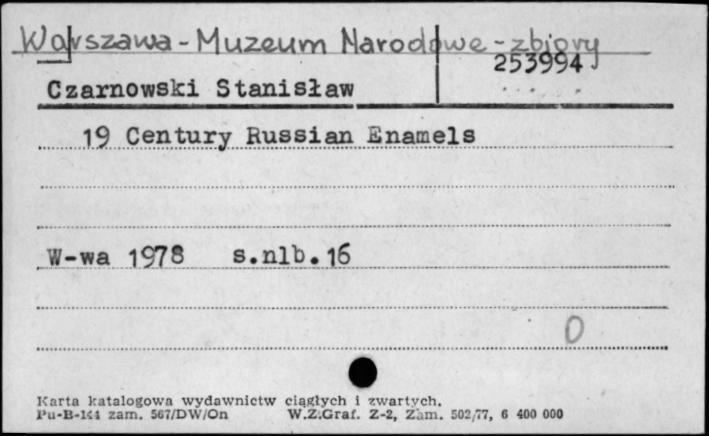 Warszawa - Muzeum Narodowe - zbiory
253994
Czarnowski Stanisław
19 Century Russian Enamels
W-wa 1978 s.nlb.16
0
Karta katalogowa wydawnictw ciągłych i zwartych.
Pu-B-144 zam. 567/DW/On W.Z.Graf. Z-2, Zam. 502/77, 6 400 000